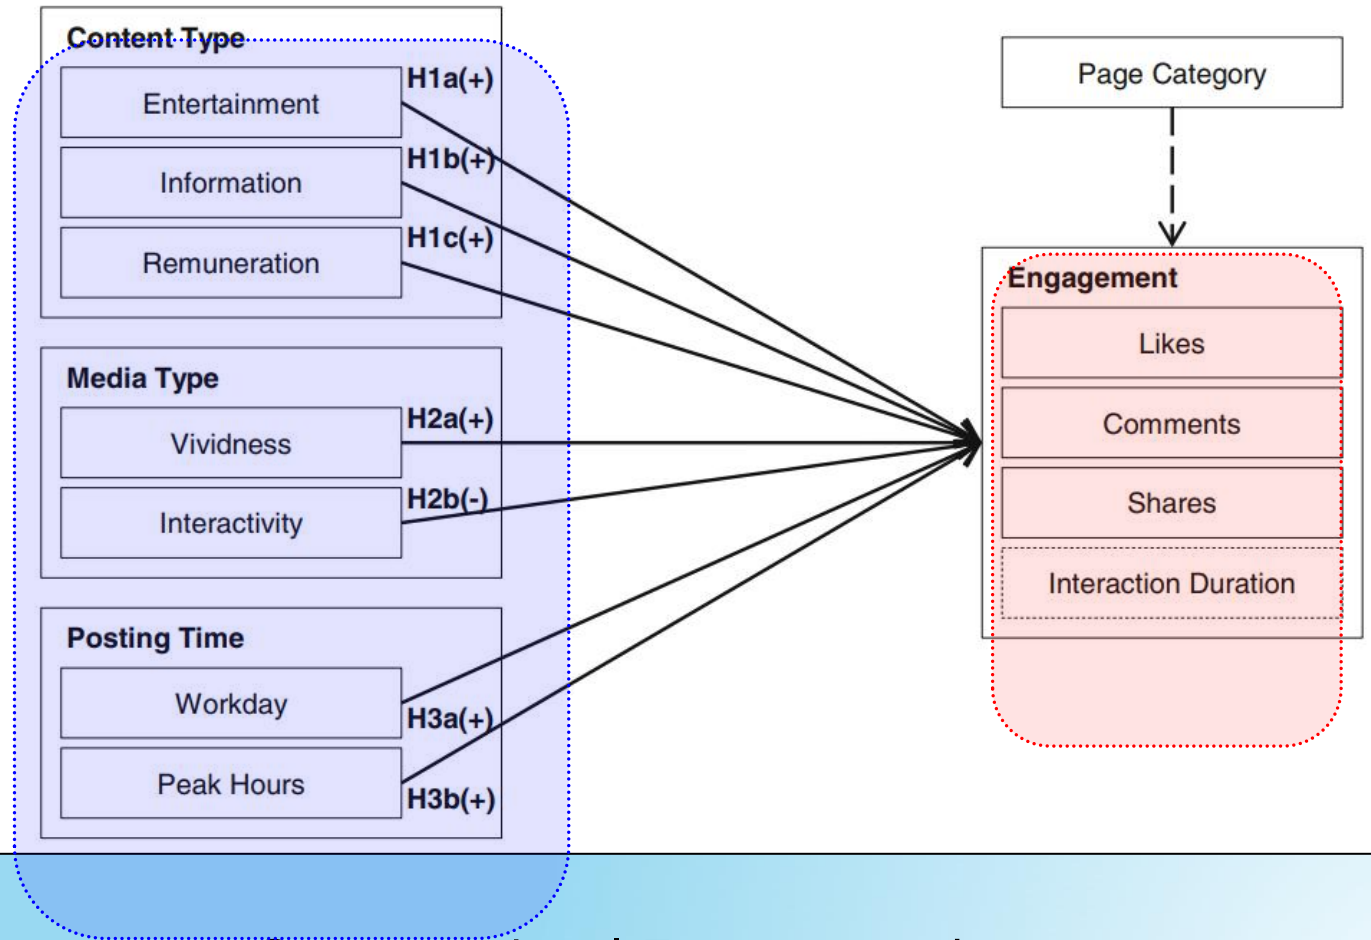 Content Type
Entertainment
H1a(+)
Information
H1b(+)
Remuneration
H1c(+)
Media Type
Vividness
H2a(+)
Interactivity
H2b(-)
Posting Time
Workday
H3a(+)
Peak Hours
H3b(+)
Page Category
Engagement
Likes
Comments
Shares
Interaction Duration